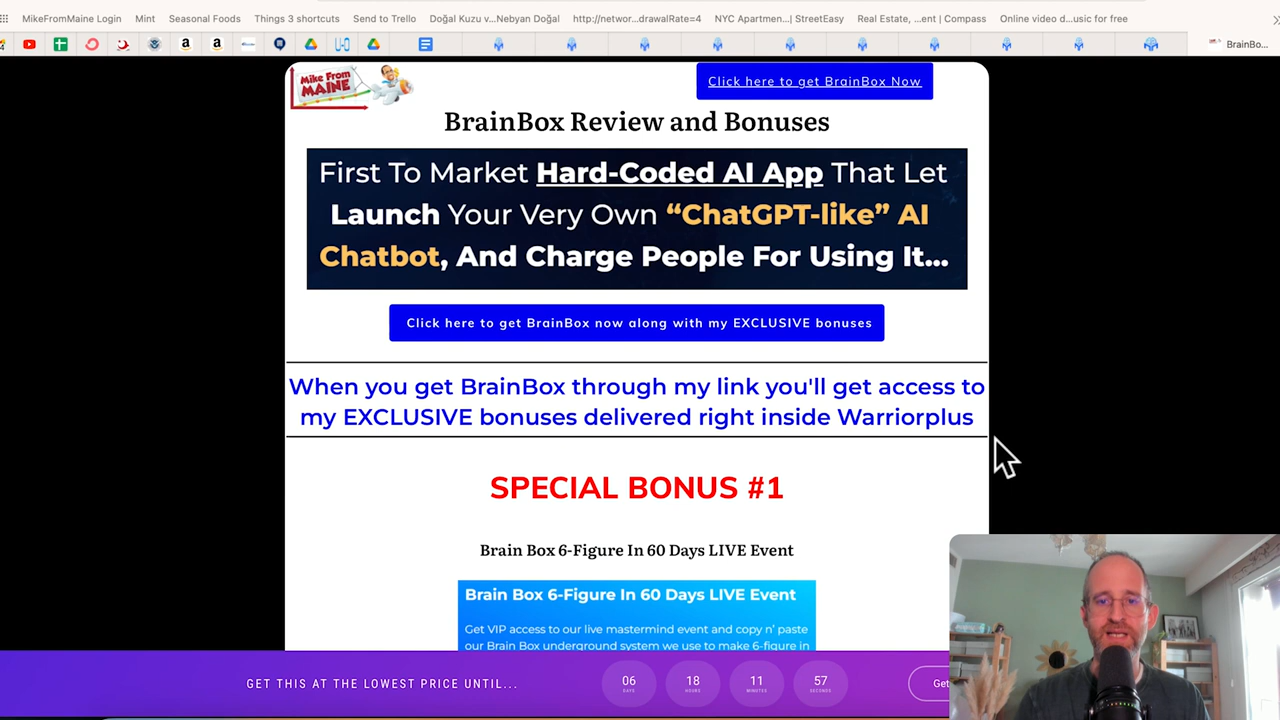 MikeFromMaine Login Mint Seasonal Foods Things 3 shortcuts Send to Trello Doğal Kuzu v...Nebyan Doğal http://networ...drawalRate=4 NYC Apartmen...| StreetEasy Real Estate, ...ent | Compass Online video d...usic for free
BrainBo...
Mike From
MAINE
Click here to get BrainBox Now
BrainBox Review and Bonuses
First To Market Hard-Coded AI App That Let
Launch Your Very Own “ChatGPT-like” AI
Chatbot, And Charge People For Using It...
Click here to get BrainBox now along with my EXCLUSIVE bonuses
When you get BrainBox through my link you'll get access to
my EXCLUSIVE bonuses delivered right inside Warriorplus
SPECIAL BONUS #1
Brain Box 6-Figure In 60 Days LIVE Event
Brain Box 6-Figure In 60 Days LIVE Event
Get VIP access to our live mastermind event and copy n' paste
our Brain Box underground system we use to make 6-figure in
GET THIS AT THE LOWEST PRICE UNTIL...
06 18 11 57
DAYS HOURS MINUTES SECONDS
Get